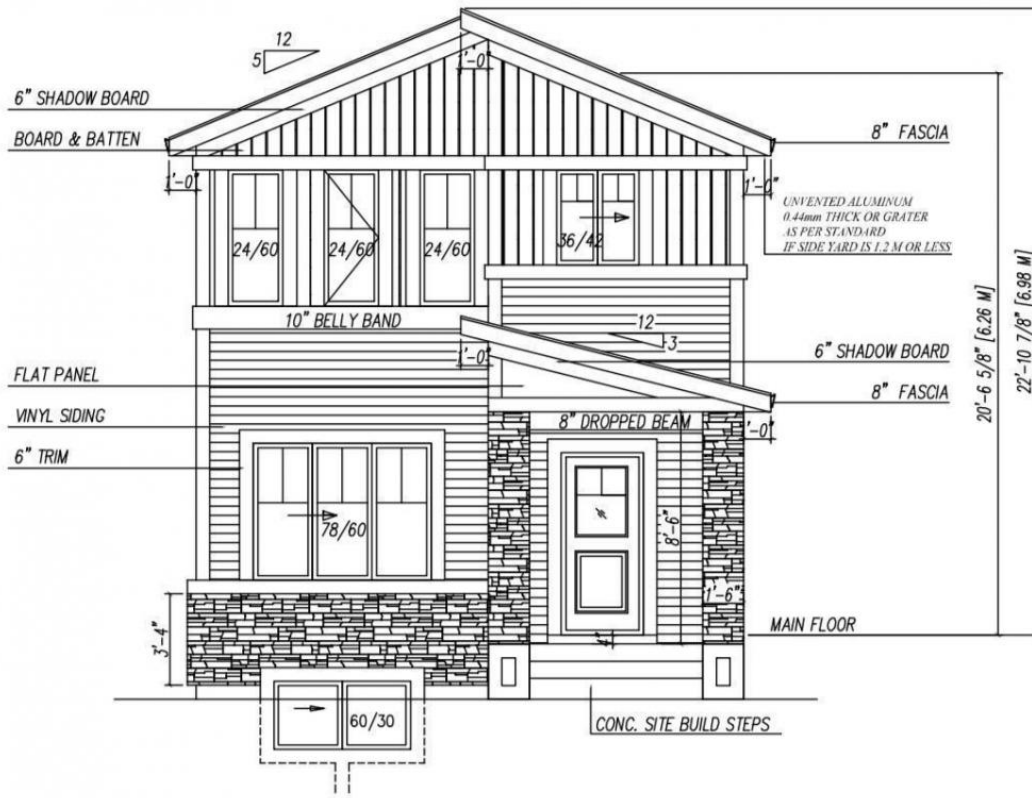 12
5
1'-0"
6" SHADOW BOARD
BOARD & BATTEN
8" FASCIA
1'-0"
1'-0"
UNVENTED ALUMINUM
0.44mm THICK OR GRATER
AS PER STANDARD
IF SIDE YARD IS 1.2 M OR LESS
24/60
24/60
24/60
36/42
20'-6 5/8" [6.26 M]
22'-10 7/8" [6.98 M]
10" BELLY BAND
12
3
1'-0"
6" SHADOW BOARD
FLAT PANEL
8" FASCIA
VINYL SIDING
8" DROPPED BEAM
'-0"
6" TRIM
78/60
8'-6"
1'-6"
3'-4"
4"
MAIN FLOOR
60/30
CONC. SITE BUILD STEPS